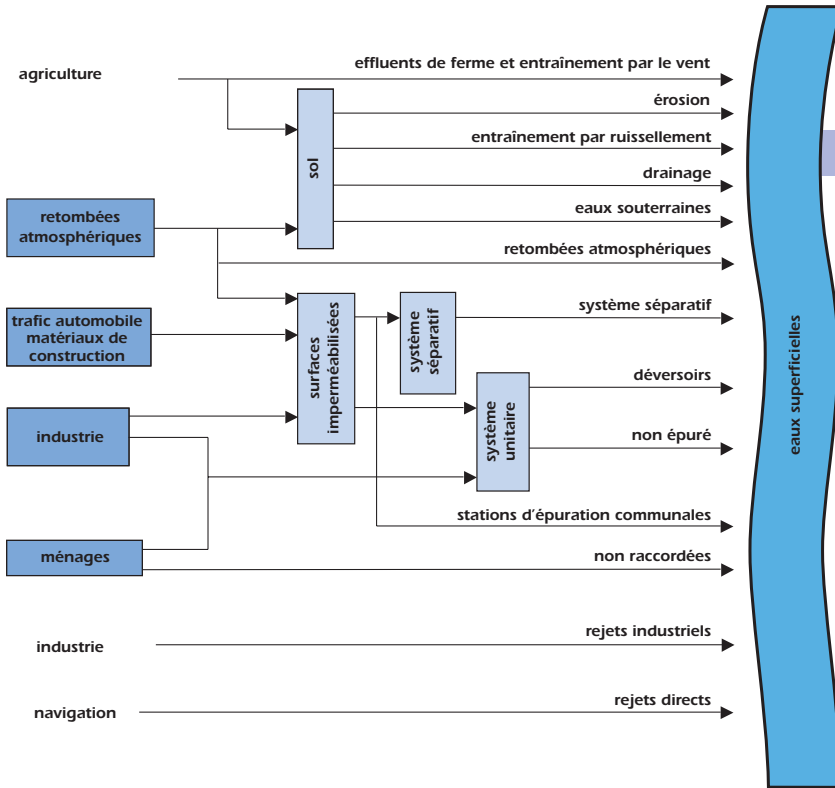 agriculture
effluents de ferme et entraînement par le vent
érosion
entraînement par ruissellement
sol
drainage
eaux souterraines
retombées
atmosphériques
retombées atmosphériques
trafic automobile
matériaux de
construction
surfaces
imperméabilisées
système
séparatif
système séparatif
déversoirs
industrie
système
unitaire
non épuré
stations d'épuration communales
ménages
non raccordées
industrie
rejets industriels
navigation
rejets directs
eaux superficielles